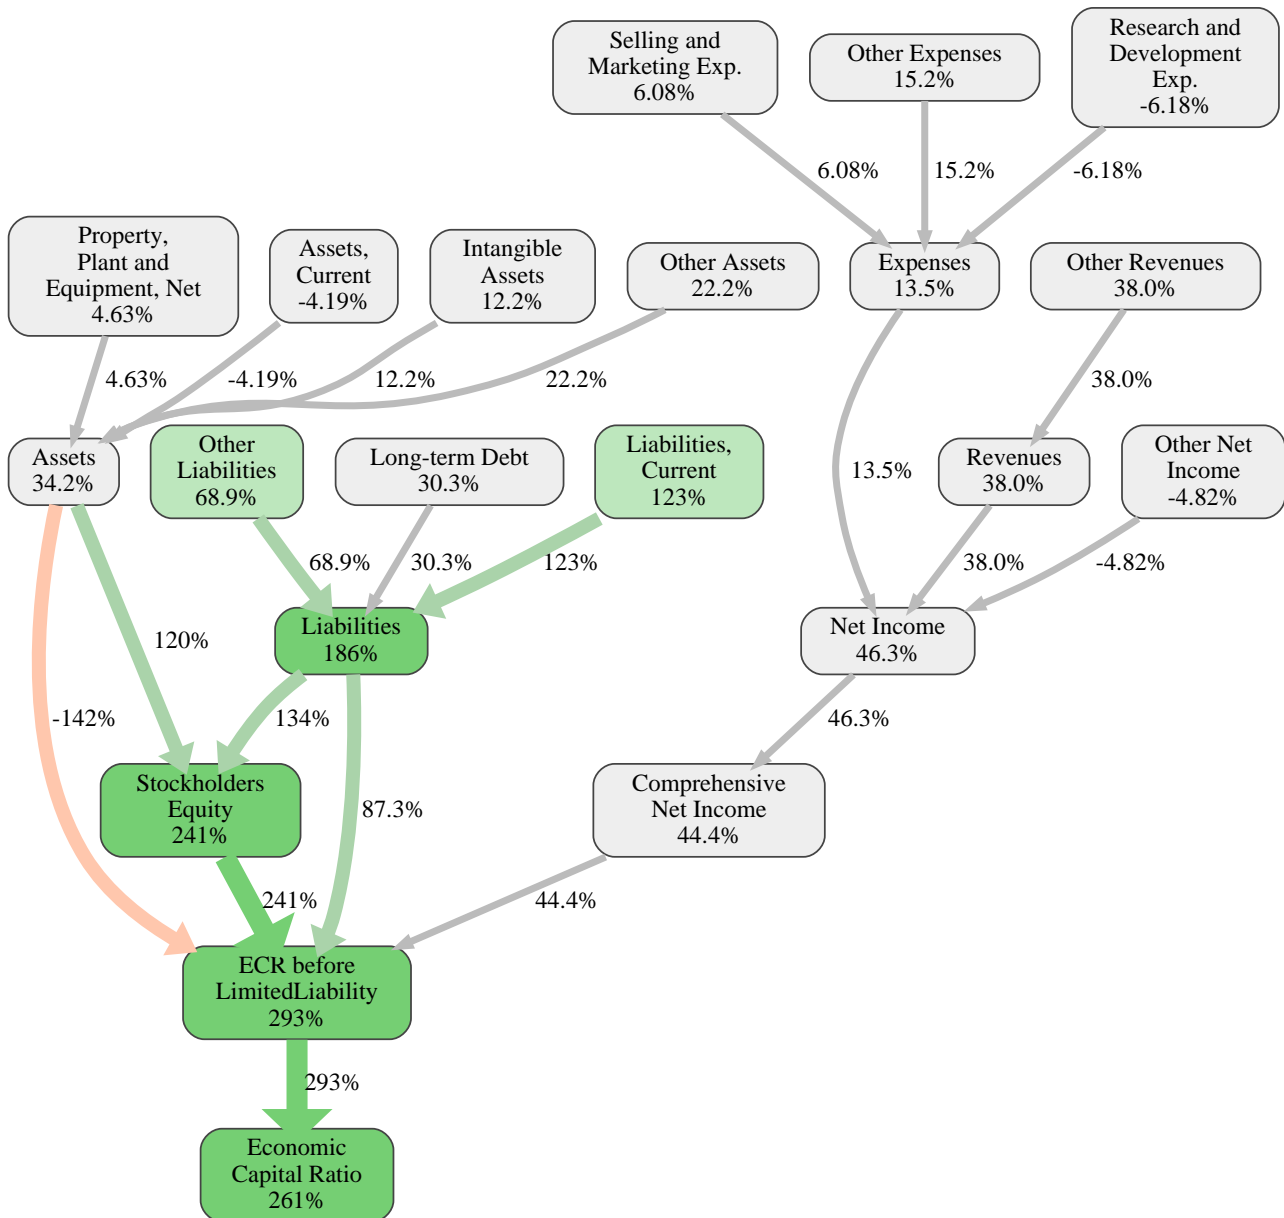 Selling and
Marketing Exp.
6.08%
Other Expenses
15.2%
Research and
Development
Exp.
-6.18%
6.08%
15.2%
-6.18%
Property,
Plant and
Equipment, Net
4.63%
Assets,
Current
-4.19%
Intangible
Assets
12.2%
Other Assets
22.2%
Expenses
13.5%
Other Revenues
38.0%
4.63%
-4.19%
12.2%
22.2%
38.0%
Assets
34.2%
Other
Liabilities
68.9%
Long-term Debt
30.3%
Liabilities,
Current
123%
13.5%
Revenues
38.0%
Other Net
Income
-4.82%
68.9%
30.3%
123%
38.0%
-4.82%
120%
Liabilities
186%
Net Income
46.3%
-142%
134%
87.3%
46.3%
Stockholders
Equity
241%
Comprehensive
Net Income
44.4%
241%
44.4%
ECR before
LimitedLiability
293%
293%
Economic
Capital Ratio
261%